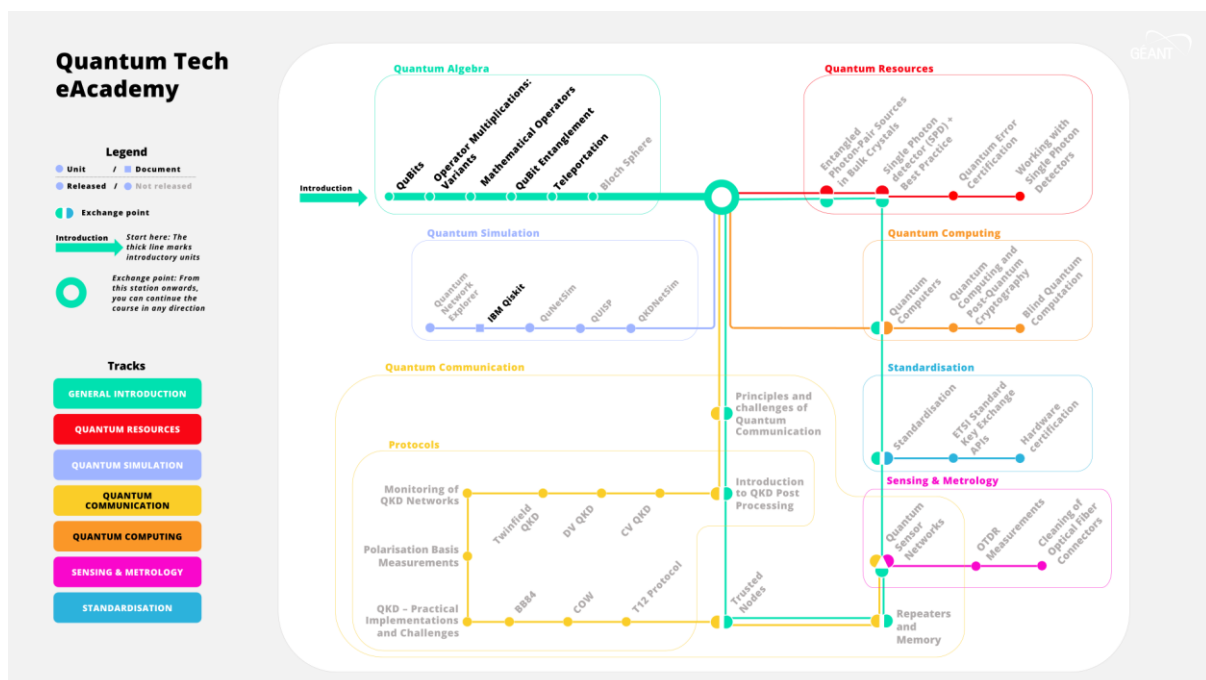 Quantum Tech
eAcademy
GÉANT
Legend
Unit / Document
Released / Not released
Exchange point
Introduction
Start here: The
thick line marks
introductory units
Exchange point: From
this station onwards,
you can continue the
course in any direction
Tracks
GENERAL INTRODUCTION
QUANTUM RESOURCES
QUANTUM SIMULATION
QUANTUM
COMMUNICATION
QUANTUM COMPUTING
SENSING & METROLOGY
STANDARDISATION
Introduction
Quantum Algebra
QuBits
Operator Multiplications:
Variants
Mathematical Operators
QuBit Entanglement
Teleportation
Bloch Sphere
Quantum Resources
Entangled
Photon-Pair Sources
in Bulk Crystals
Single Photon
detector (SPD) +
Best Practice
Quantum Error
Certification
Working with
Single Photon
Detectors
Quantum Simulation
Quantum
Network
Explorer
IBM Qiskit
QuNetSim
QUISP
QKDNetSim
Quantum Computing
Quantum
Computers
Quantum
Computing and
Post-Quantum
Cryptography
Blind Quantum
Computation
Quantum Communication
Principles and
challenges of
Quantum
Communication
Protocols
Monitoring of
QKD Networks
Twinfield
QKD
DV QKD
CV QKD
Introduction
to QKD Post
Processing
Polarisation Basis
Measurements
QKD – Practical
Implementations
and Challenges
BB84
COW
T12 Protocol
Trusted
Nodes
Repeaters
and
Memory
Standardisation
Standardisation
ETSI Standard
Key Exchange
APIs
Hardware
certification
Sensing & Metrology
Quantum
Sensor
Networks
OTDR
Measurements
Cleaning of
Optical Fiber
Connectors